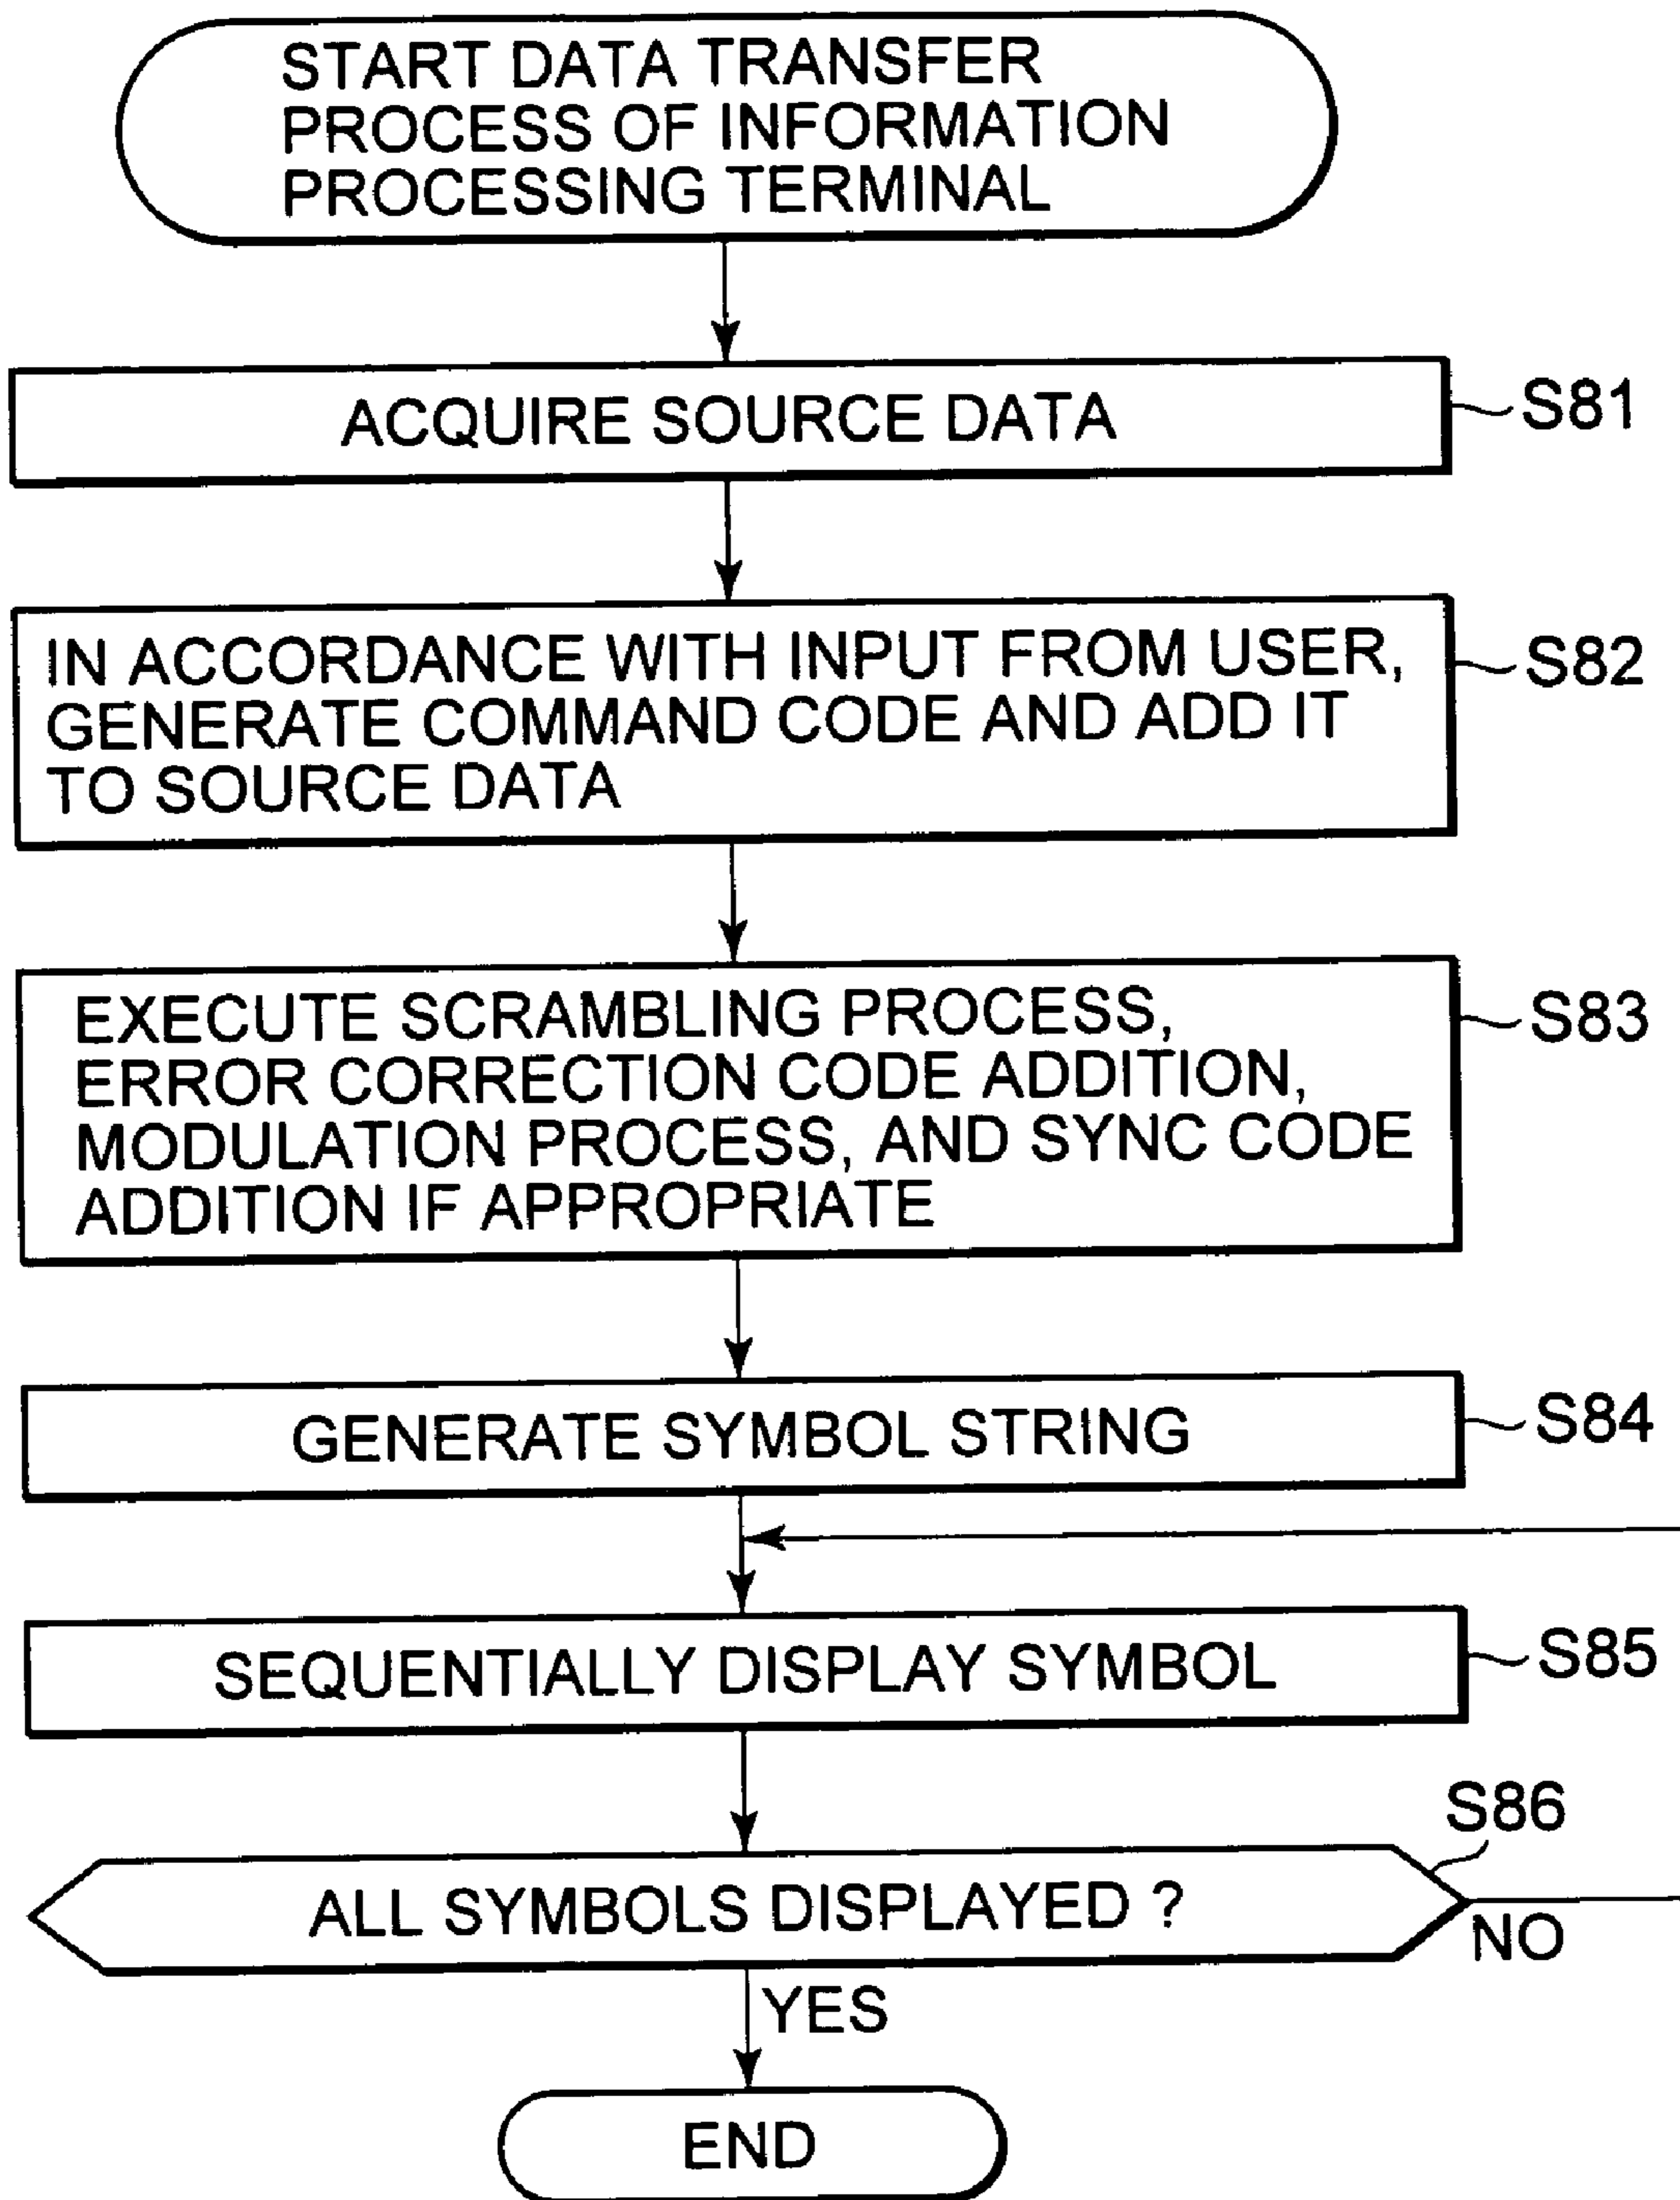 START DATA TRANSFER
PROCESS OF INFORMATION
PROCESSING TERMINAL
ACQUIRE SOURCE DATA
S81
IN ACCORDANCE WITH INPUT FROM USER,
GENERATE COMMAND CODE AND ADD IT
TO SOURCE DATA
S82
EXECUTE SCRAMBLING PROCESS,
ERROR CORRECTION CODE ADDITION,
MODULATION PROCESS, AND SYNC CODE
ADDITION IF APPROPRIATE
S83
GENERATE SYMBOL STRING
S84
SEQUENTIALLY DISPLAY SYMBOL
S85
S86
ALL SYMBOLS DISPLAYED ?
NO
YES
END